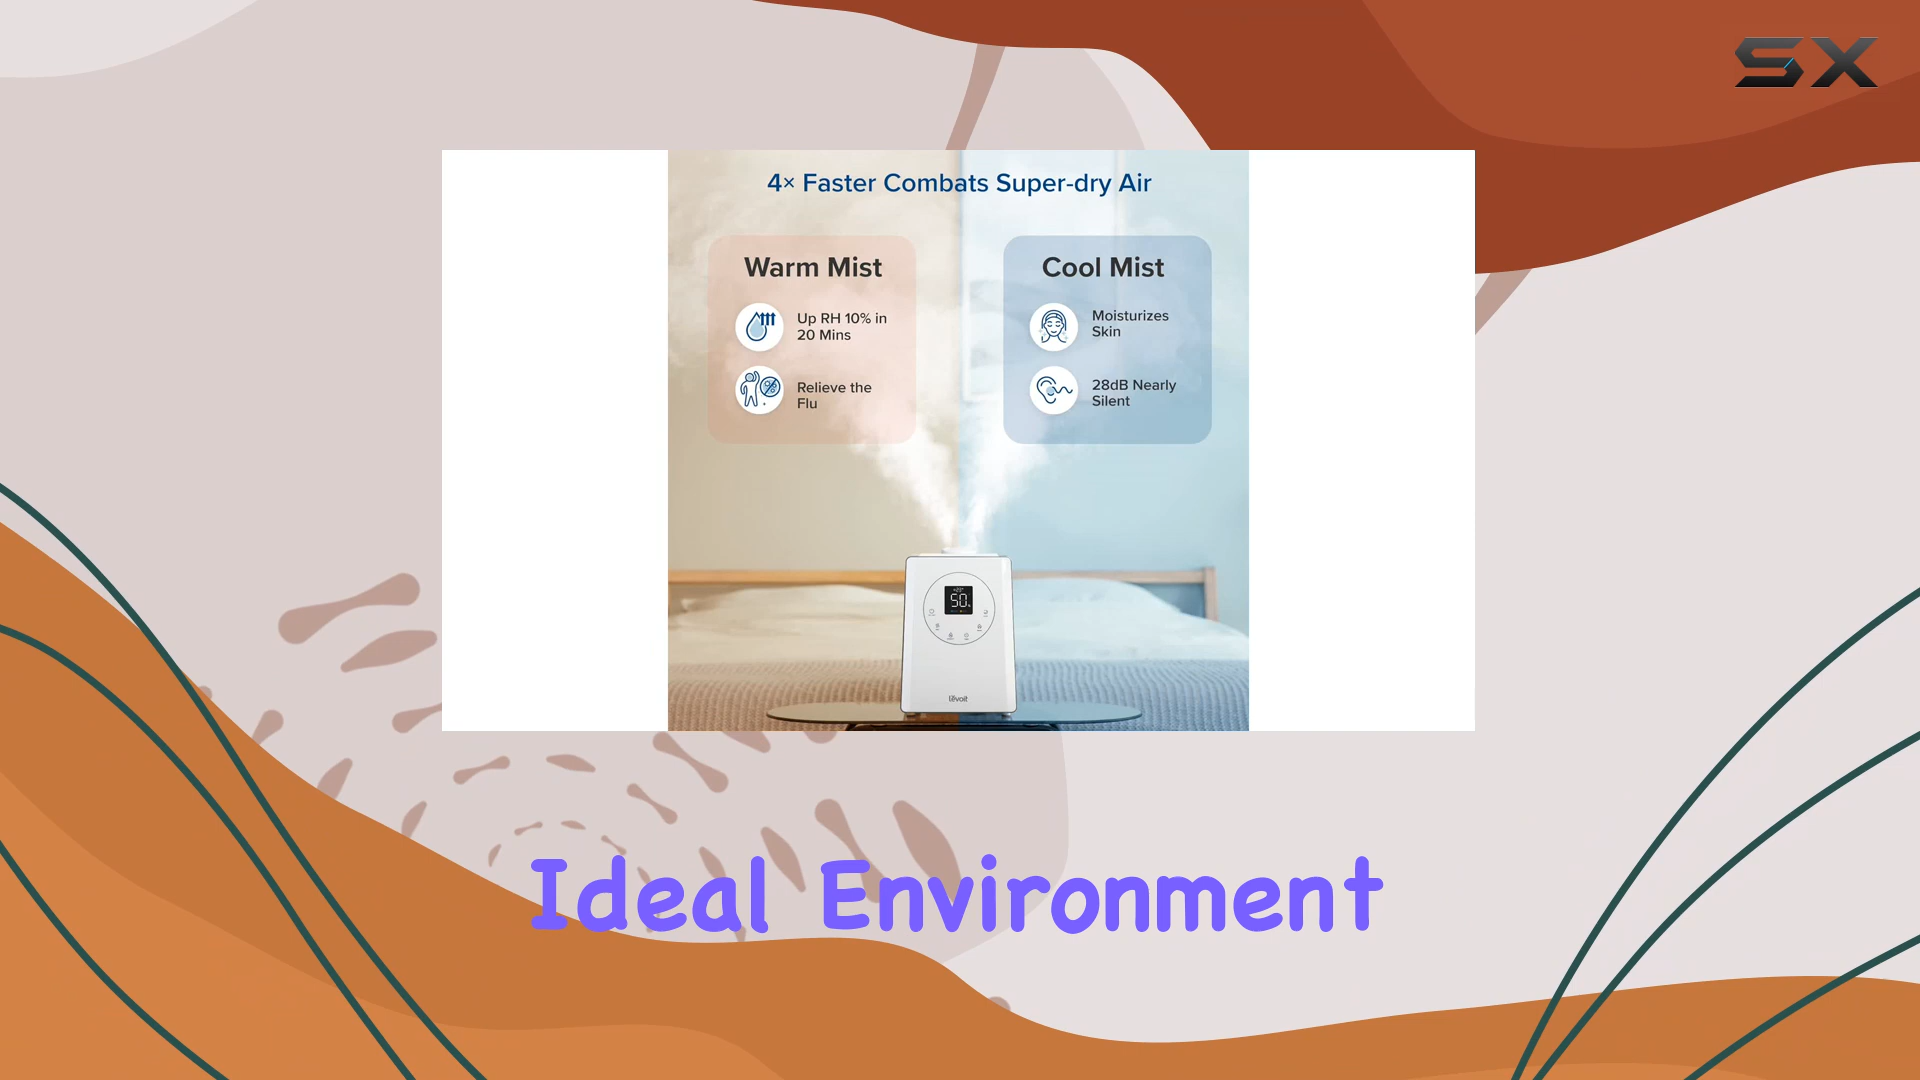 SX
4× Faster Combats Super-dry Air
Warm Mist
Up RH 10% in
20 Mins
Relieve the
Flu
Cool Mist
Moisturizes
Skin
28dB Nearly
Silent
50%
levoit
Ideal Environment